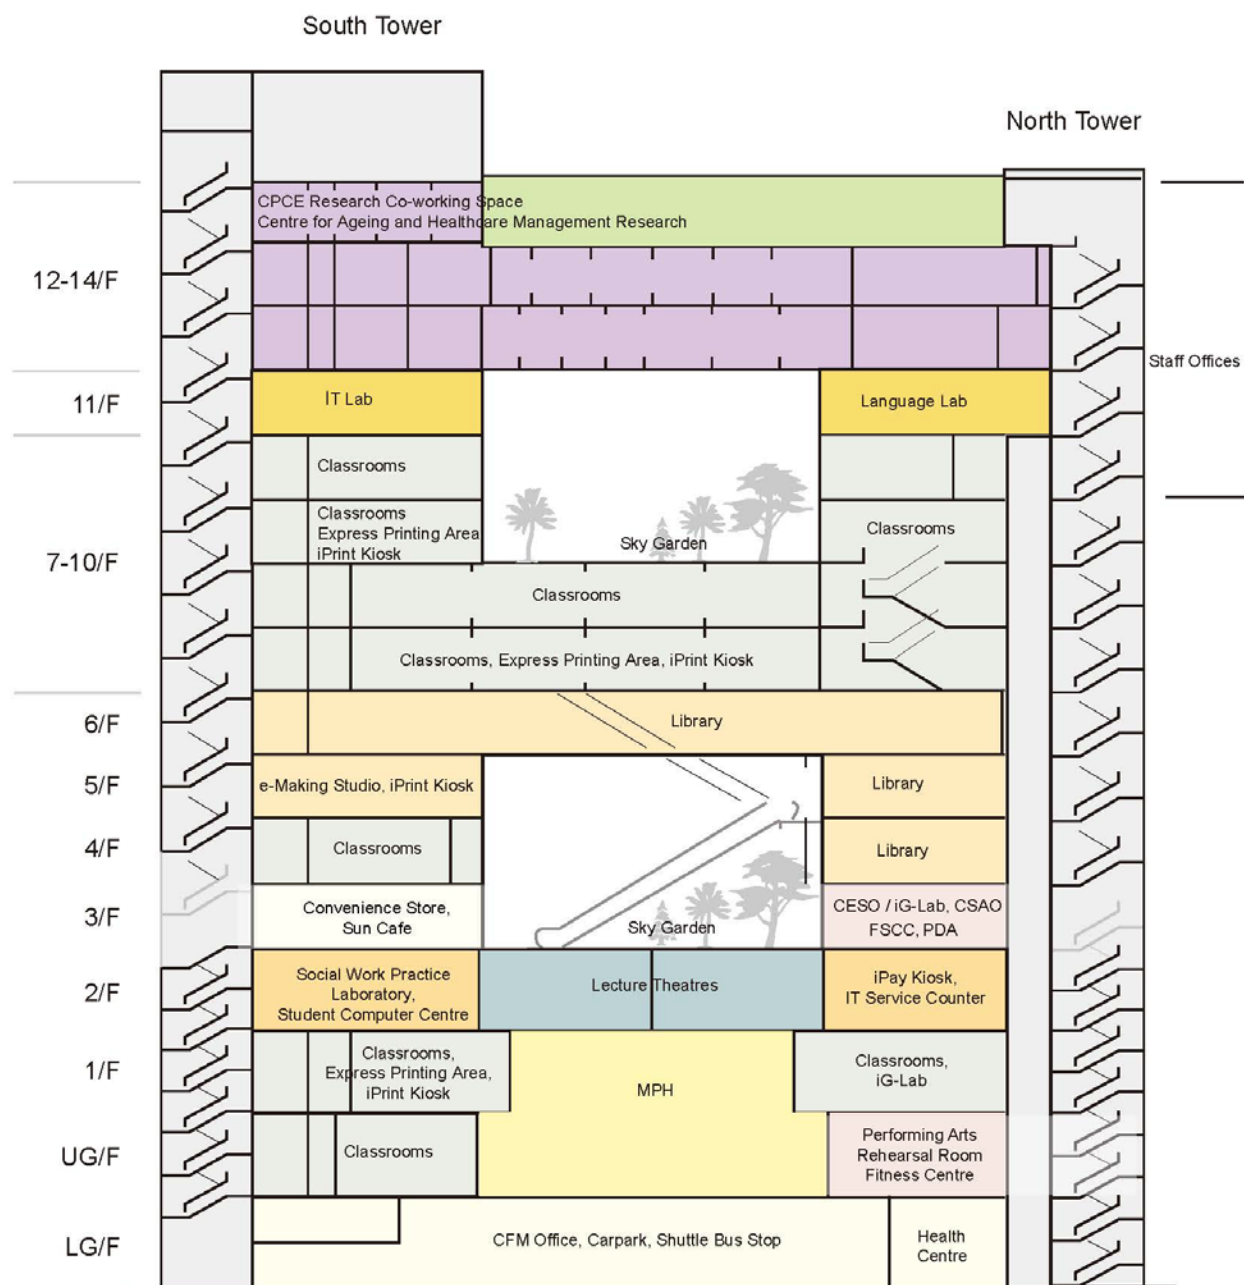 South Tower
North Tower
CPCE Research Co-working Space
Centre for Ageing and Healthcare Management Research
12-14/F
Staff Offices
11/F
IT Lab
Language Lab
Classrooms
Classrooms
Express Printing Area
iPrint Kiosk
Sky Garden
Classrooms
7-10/F
Classrooms
Classrooms, Express Printing Area, iPrint Kiosk
6/F
Library
5/F
e-Making Studio, iPrint Kiosk
Library
4/F
Classrooms
Library
3/F
Convenience Store,
Sun Cafe
Sky Garden
CESO / iG-Lab, CSAO
FSCC, PDA
2/F
Social Work Practice
Laboratory,
Student Computer Centre
Lecture Theatres
iPay Kiosk,
IT Service Counter
1/F
Classrooms,
Express Printing Area,
iPrint Kiosk
MPH
Classrooms,
iG-Lab
UG/F
Classrooms
Performing Arts
Rehearsal Room
Fitness Centre
LG/F
CFM Office, Carpark, Shuttle Bus Stop
Health
Centre